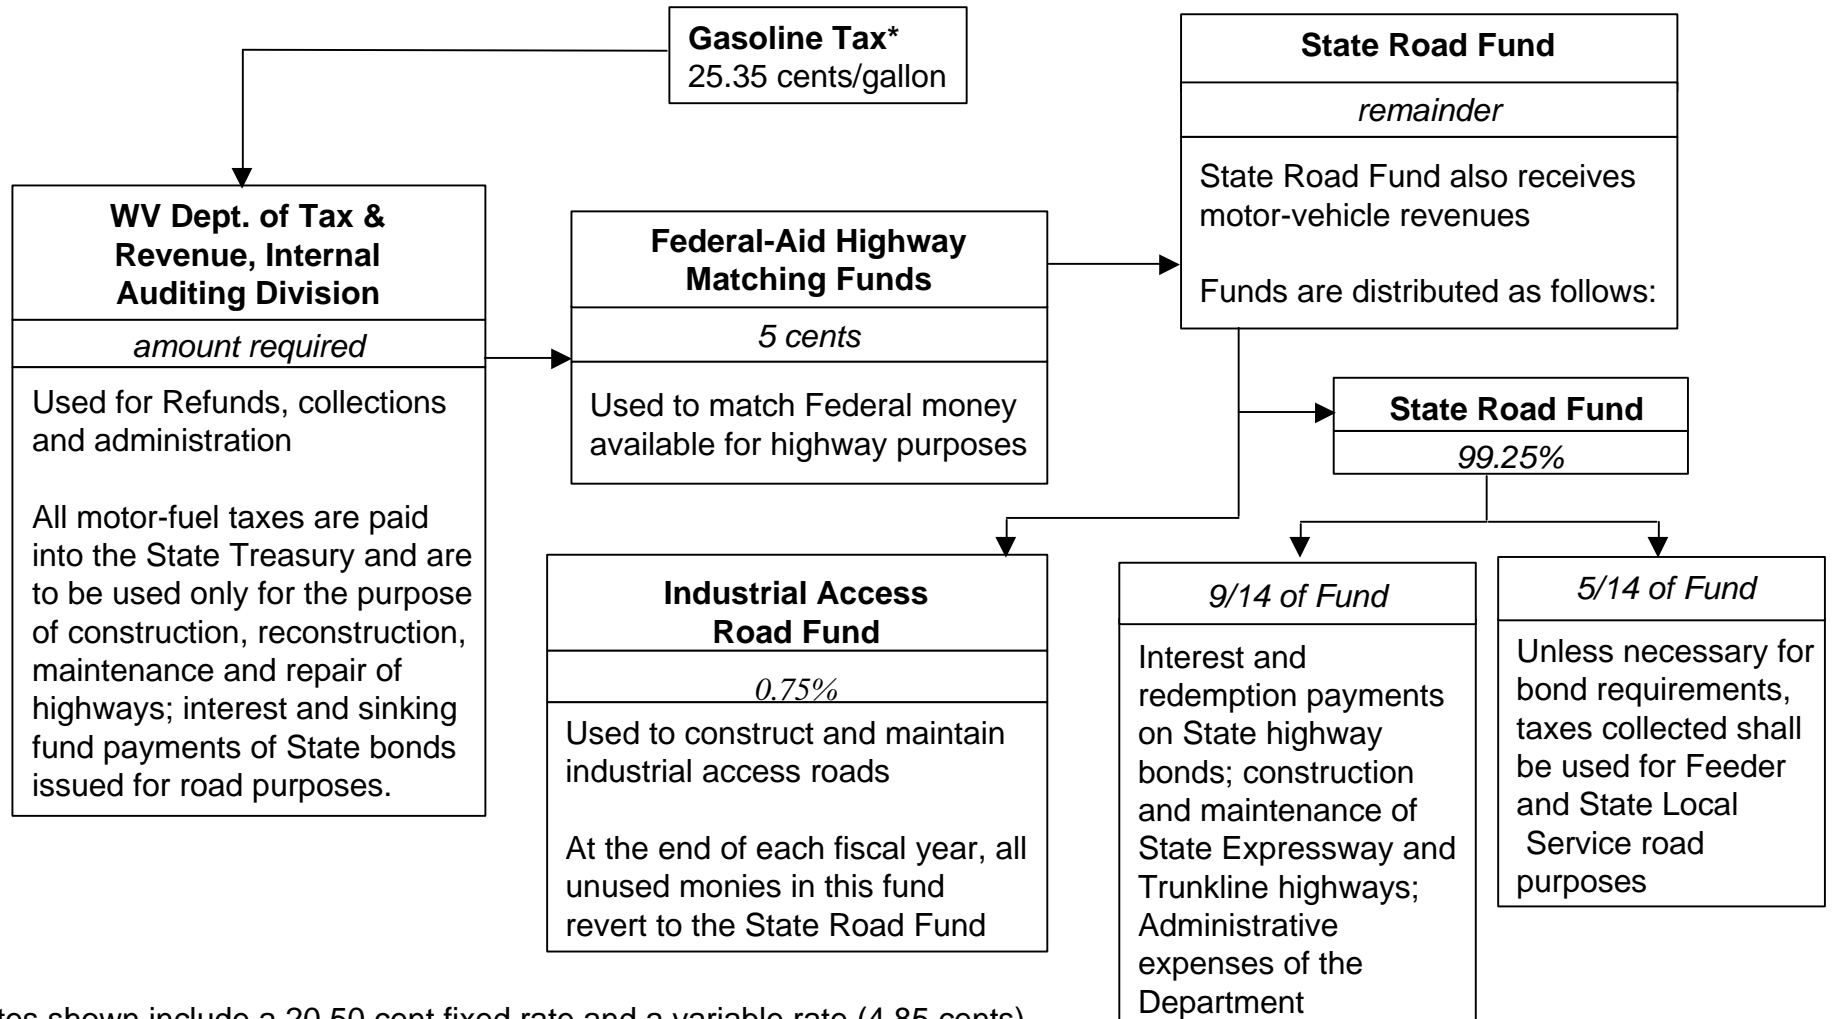 Gasoline Tax*
25.35 cents/gallon
State Road Fund
remainder
State Road Fund also receives
motor-vehicle revenues
Funds are distributed as follows:
WV Dept. of Tax &
Revenue, Internal
Auditing Division
amount required
Used for Refunds, collections
and administration
All motor-fuel taxes are paid
into the State Treasury and are
to be used only for the purpose
of construction, reconstruction,
maintenance and repair of
highways; interest and sinking
fund payments of State bonds
issued for road purposes.
Federal-Aid Highway
Matching Funds
5 cents
Used to match Federal money
available for highway purposes
State Road Fund
99.25%
Industrial Access
Road Fund
0.75%
Used to construct and maintain
industrial access roads
At the end of each fiscal year, all
unused monies in this fund
revert to the State Road Fund
9/14 of Fund
Interest and
redemption payments
on State highway
bonds; construction
and maintenance of
State Expressway and
Trunkline highways;
Administrative
expenses of the
Department
5/14 of Fund
Unless necessary for
bond requirements,
taxes collected shall
be used for Feeder
and State Local
Service road
purposes
shown include a 20.50 cent fixed rate and a variable rate (4.85 cents)